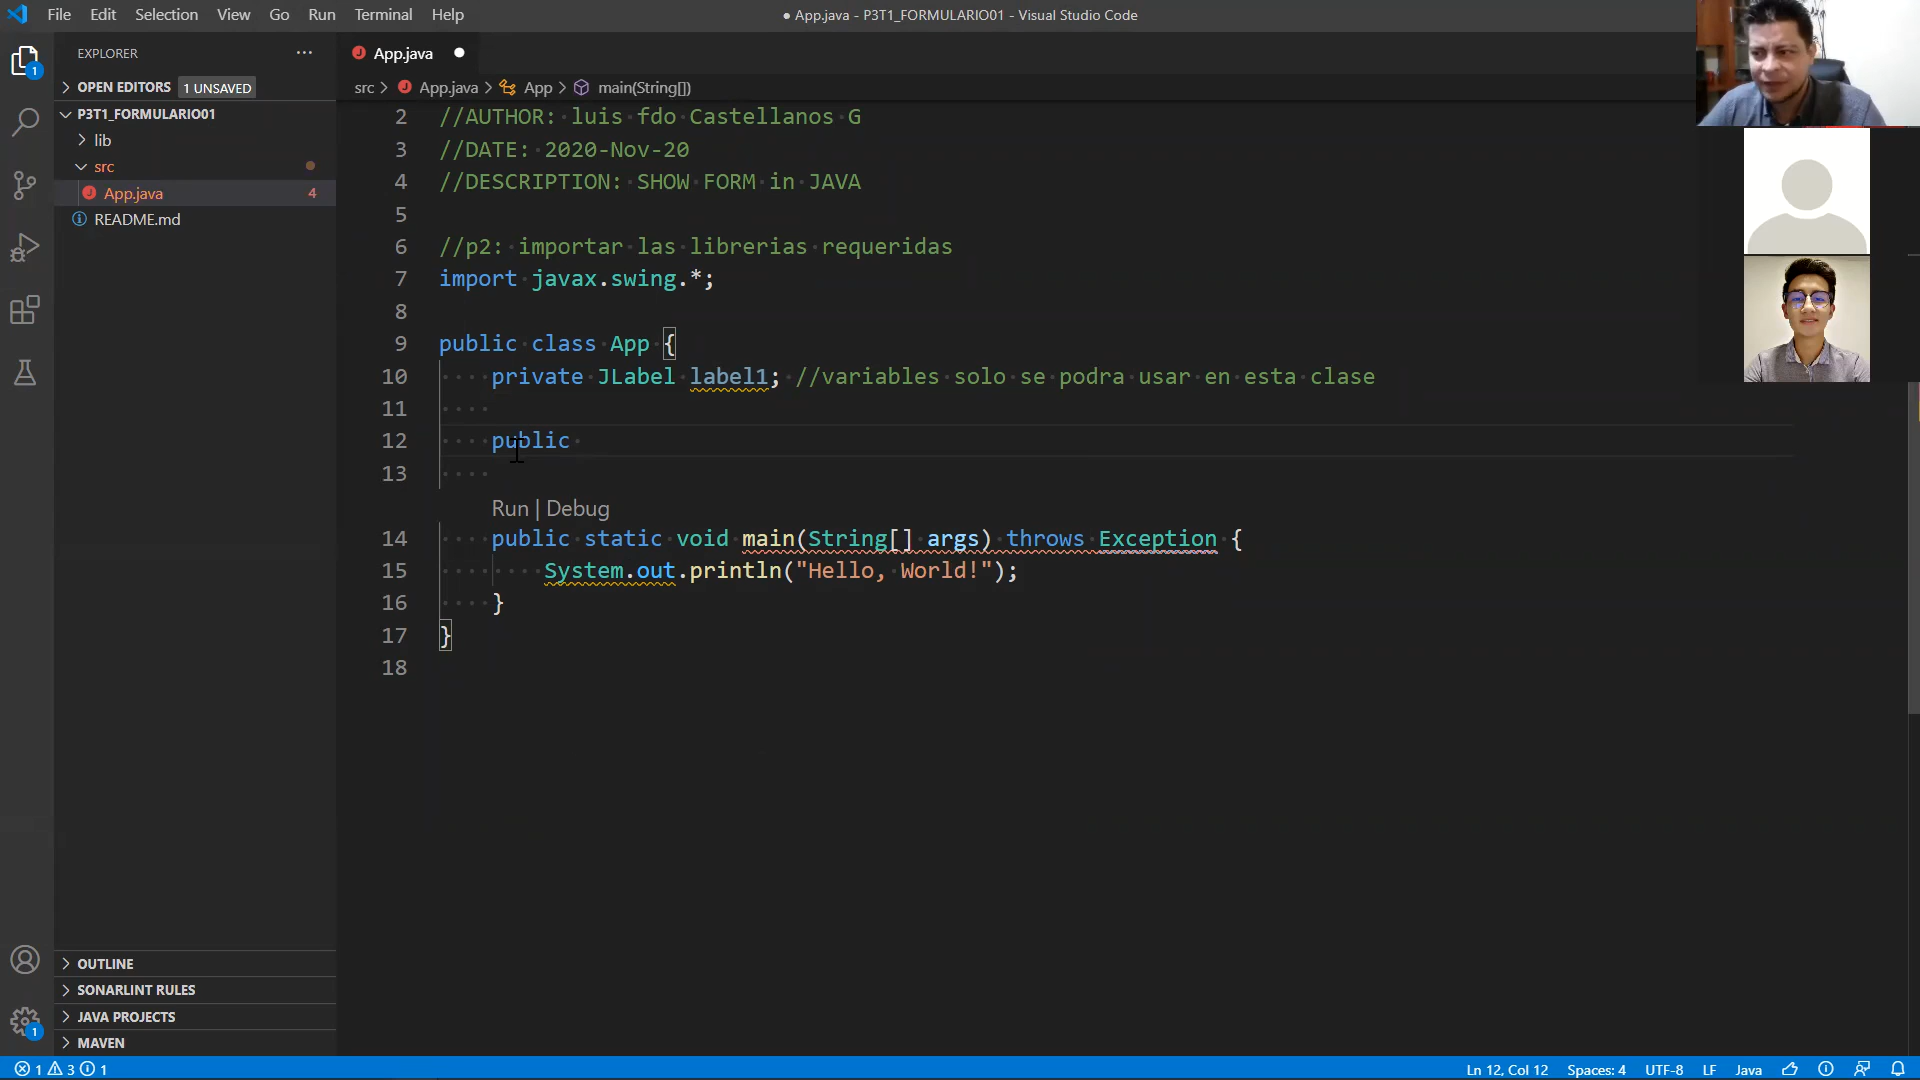 File Edit Selection View Go Run Terminal Help
● App.java - P3T1_FORMULARIO01 - Visual Studio Code
EXPLORER ···
OPEN EDITORS 1 UNSAVED
P3T1_FORMULARIO01
lib
src
App.java 4
README.md
OUTLINE
SONARLINT RULES
JAVA PROJECTS
MAVEN
1
1
App.java ●
src > App.java > App > main(String[])
2 //AUTHOR: luis fdo Castellanos G
3 //DATE: 2020-Nov-20
4 //DESCRIPTION: SHOW FORM in JAVA
5
6 //p2: importar las librerias requeridas
7 import javax.swing.*;
8
9 public class App {
10 private JLabel label1; //variables solo se podra usar en esta clase
11
12 public
13
Run | Debug
14 public static void main(String[] args) throws Exception {
15 System.out.println("Hello, World!");
16 }
17 }
18
1 3 1
Ln 12, Col 12 Spaces: 4 UTF-8 LF Java